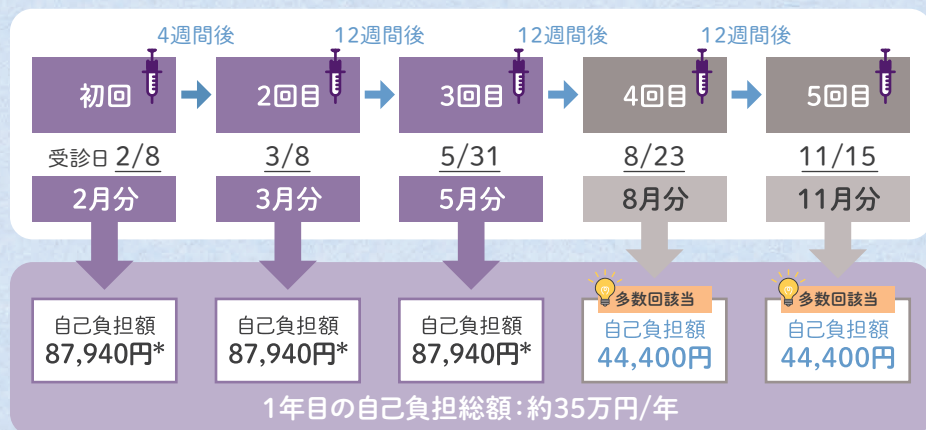 4週間後 12週間後 12週間後 12週間後
初回 2回目 3回目 4回目 5回目
受診日 2/8 3/8 5/31 8/23 11/15
2月分 3月分 5月分 8月分 11月分
多数回該当 多数回該当
自己負担額 自己負担額 自己負担額 自己負担額 自己負担額
87,940円* 87,940円* 87,940円* 44,400円 44,400円
1年目の自己負担総額:約35万円/年